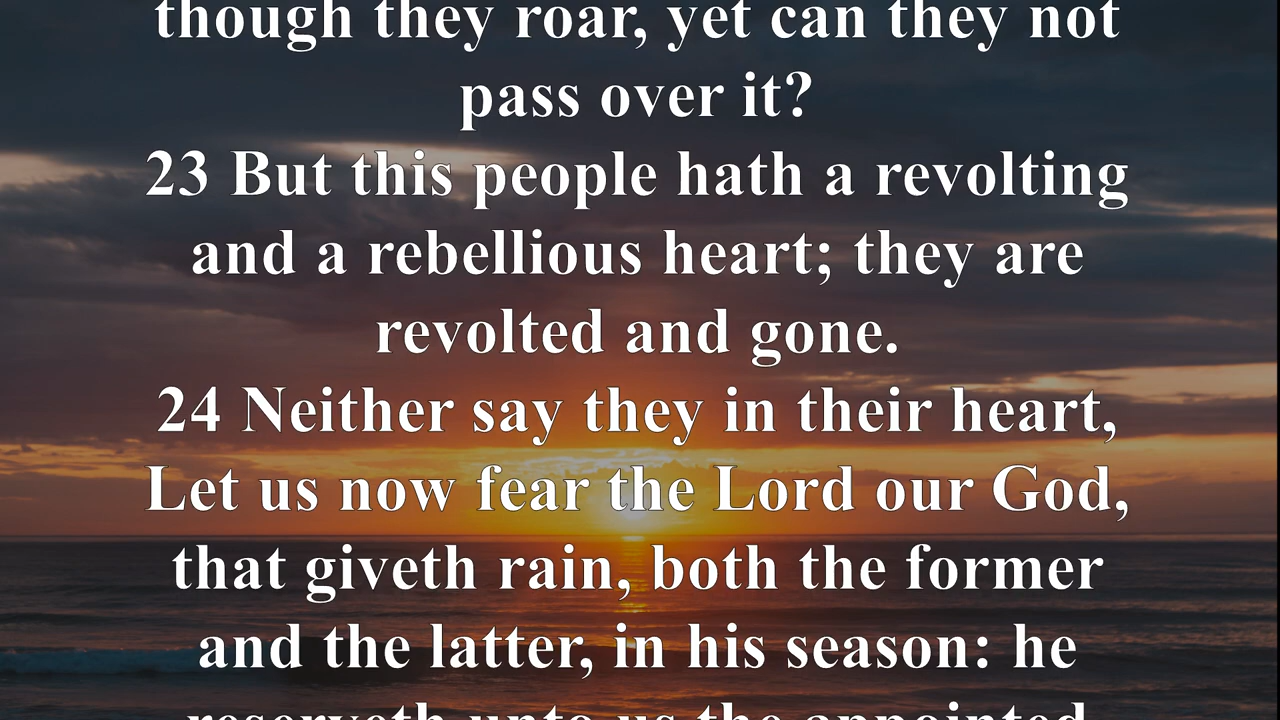 though they roar, yet can they not
pass over it?
23 But this people hath a revolting
and a rebellious heart; they are
revolted and gone.
24 Neither say they in their heart,
Let us now fear the Lord our God,
that giveth rain, both the former
and the latter, in his season: he
reserveth unto us the appointed